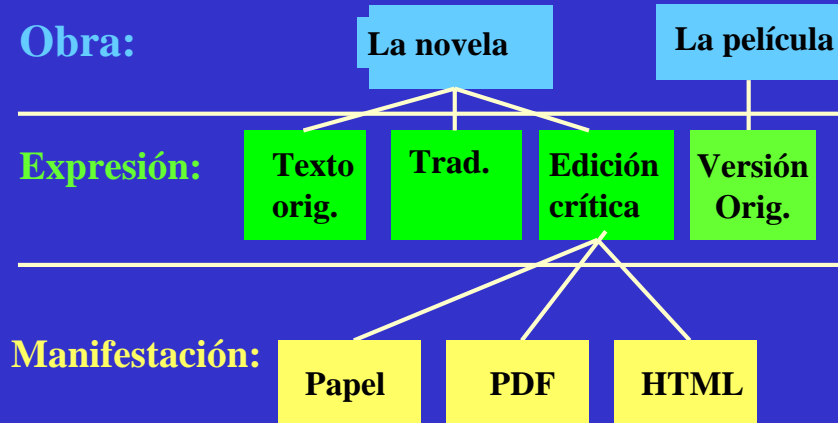 Obra:
La novela
La película
Expresión:
Texto
orig.
Trad.
Edición
crítica
Versión
Orig.
Manifestación:
Papel
PDF
HTML